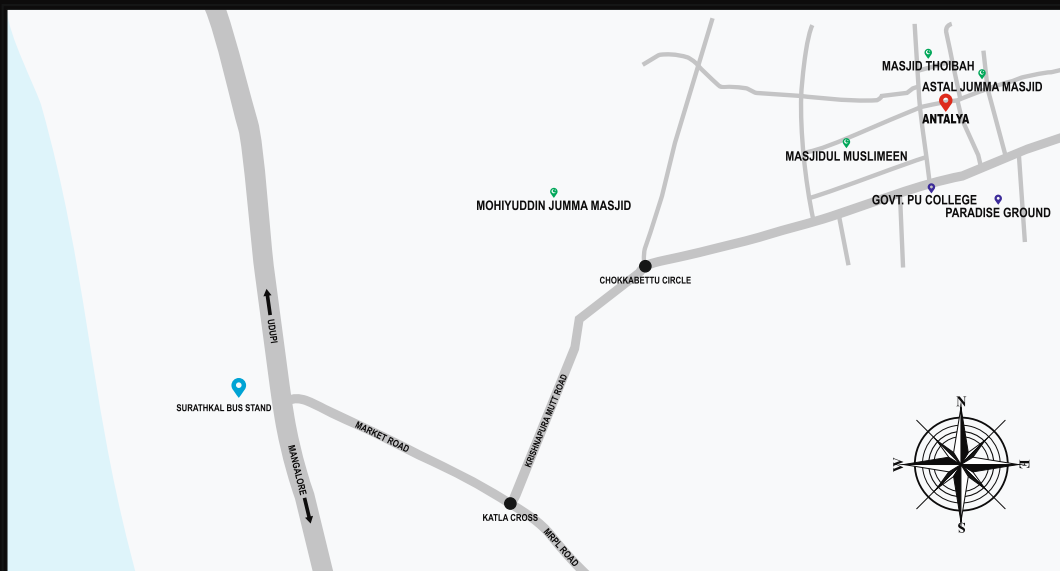 MASJID THOIBAH
ASTAL JUMMA MASJID
ANTALYA
MASJIDUL MUSLIMEEN
GOVT. PU COLLEGE
PARADISE GROUND
MOHIYUDDIN JUMMA MASJID
CHOKKABETTU CIRCLE
UDUPI
SURATHKAL BUS STAND
MANGALORE
MARKET ROAD
KRISHNAPURA MUTT ROAD
KATLA CROSS
MRPL ROAD
N
W
E
S